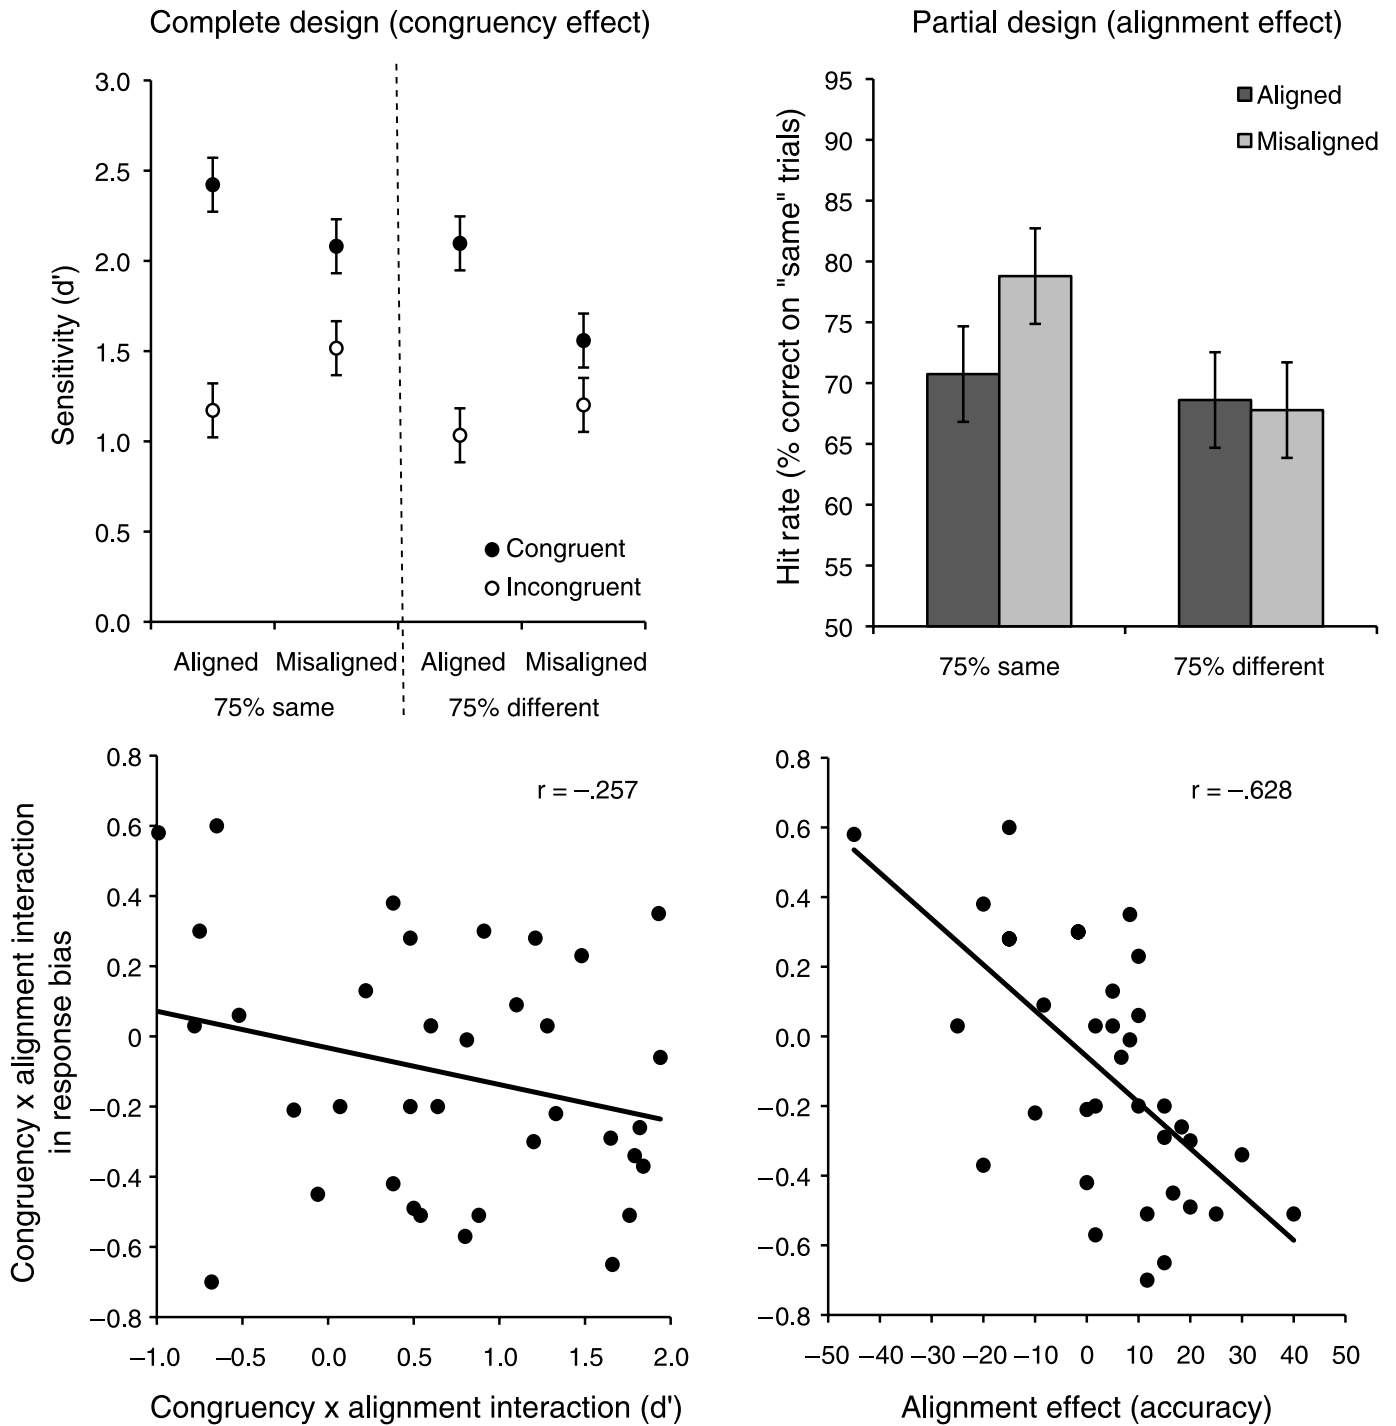 Complete design (congruency effect)
3.0
2.5
2.0
1.5
1.0
0.5
0.0
Sensitivity (d')
Congruent
Incongruent
Aligned Misaligned Aligned Misaligned
75% same 75% different
Partial design (alignment effect)
95
90
85
80
75
70
65
60
55
50
Hit rate (% correct on "same" trials)
Aligned
Misaligned
75% same 75% different
0.8
0.6
0.4
0.2
0
−0.2
−0.4
−0.6
−0.8
Congruency x alignment interaction
in response bias
r = −.257
−1.0 −0.5 0.0 0.5 1.0 1.5 2.0
Congruency x alignment interaction (d')
0.8
0.6
0.4
0.2
0.0
−0.2
−0.4
−0.6
−0.8
r = −.628
−50 −40 −30 −20 −10 0 10 20 30 40 50
Alignment effect (accuracy)